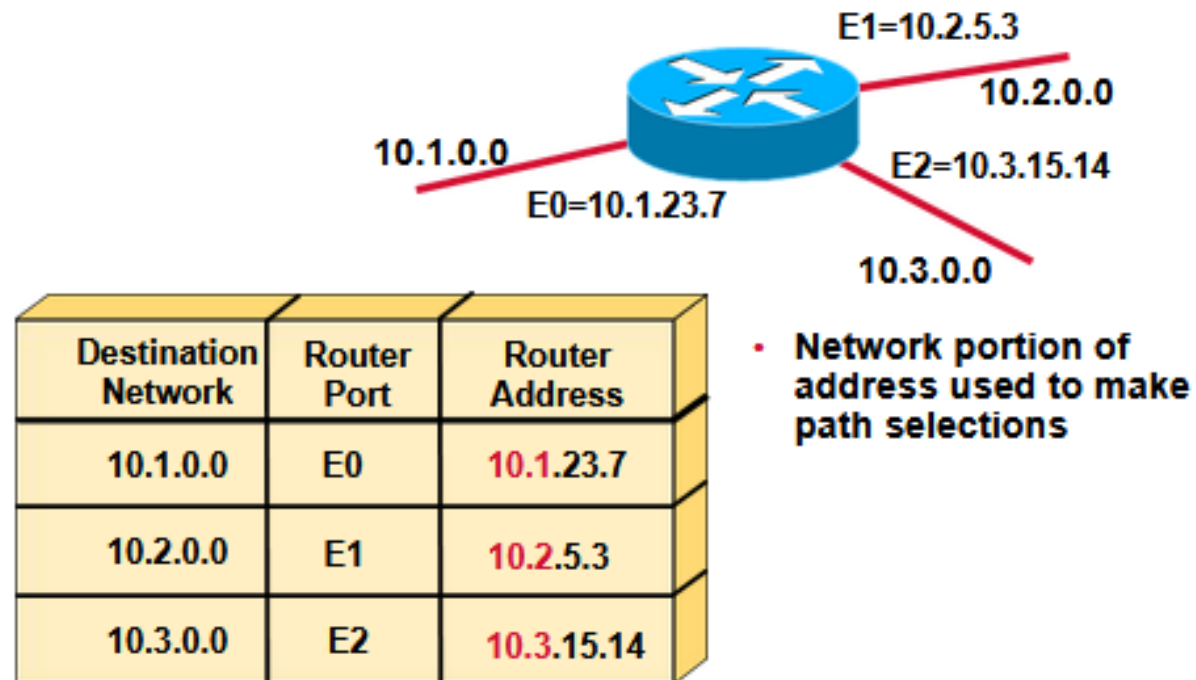 E1=10.2.5.3
10.2.0.0
10.1.0.0
E2=10.3.15.14
E0=10.1.23.7
10.3.0.0
Destination Network
Router Port
Router Address
10.1.0.0 E0 10.1.23.7
10.2.0.0 E1 10.2.5.3
10.3.0.0 E2 10.3.15.14
• Network portion of
address used to make
path selections